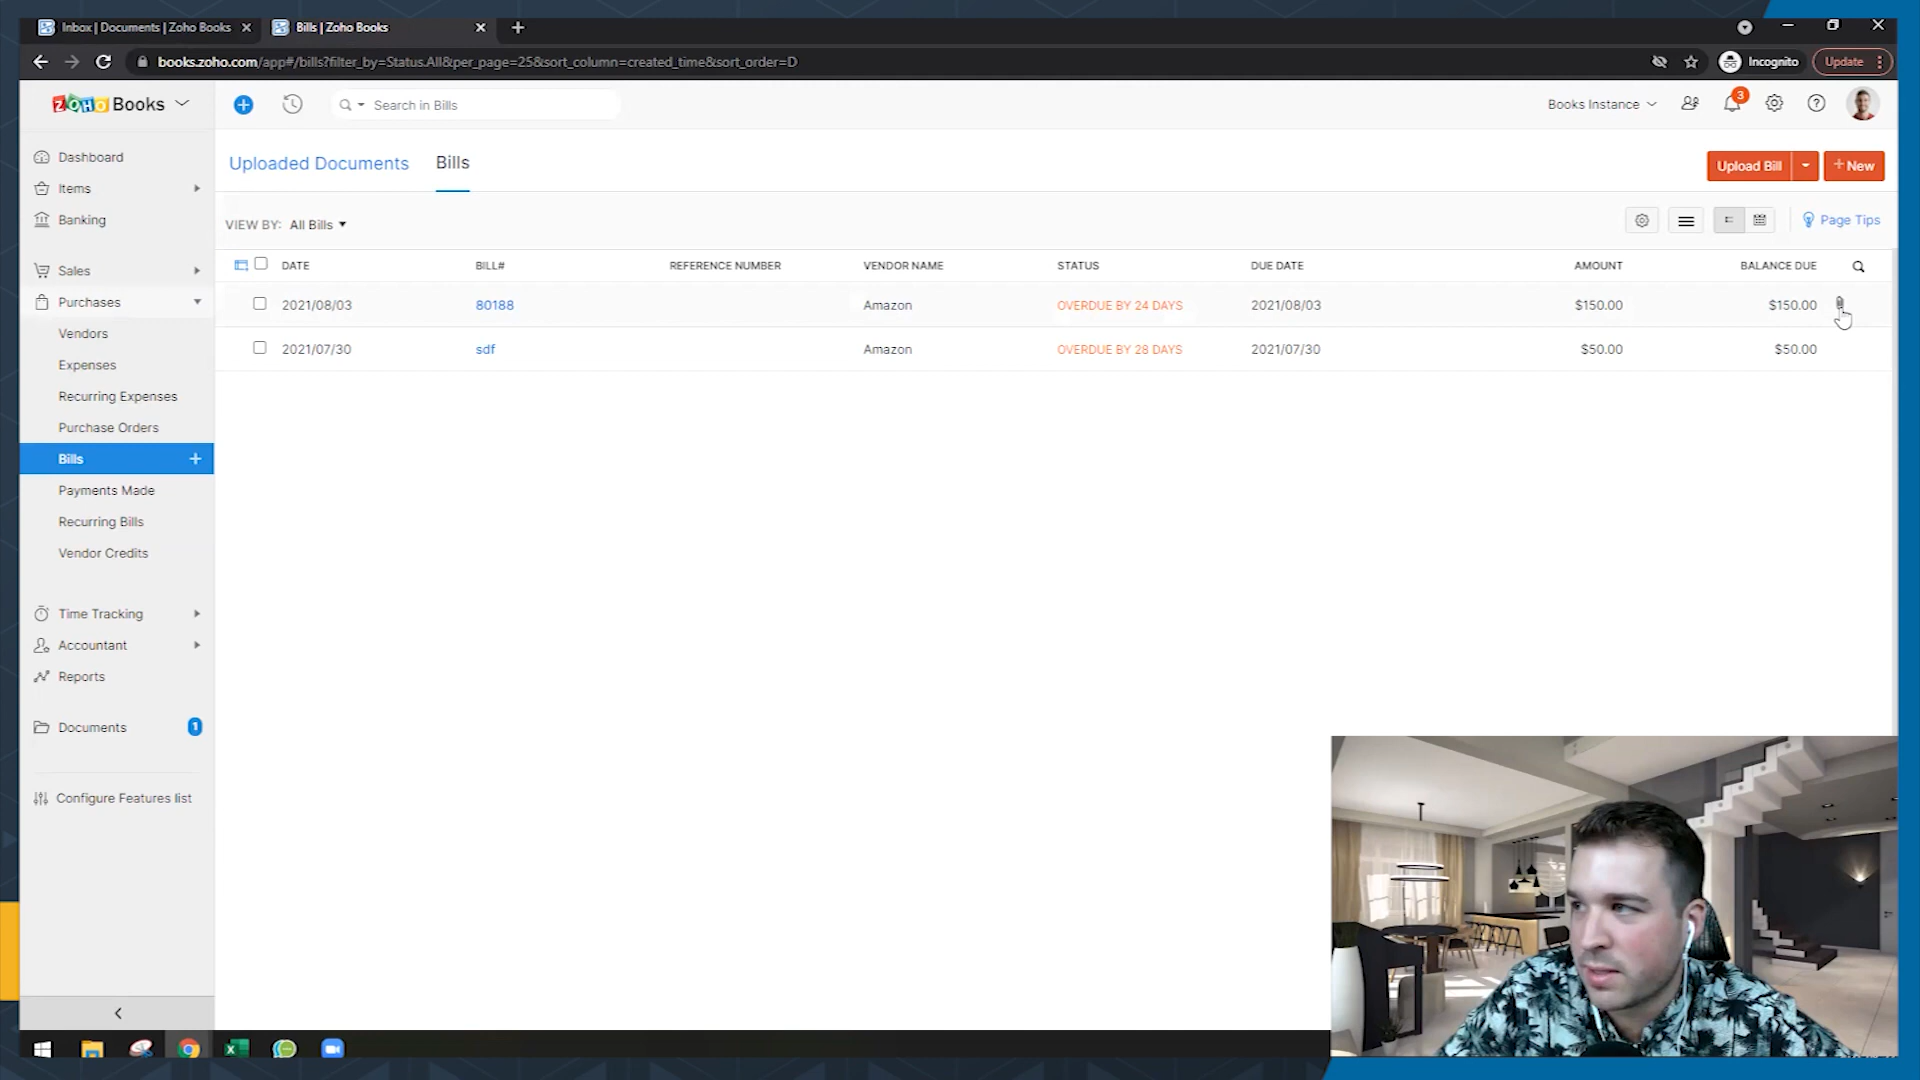 Inbox | Documents | Zoho Books
Bills | Zoho Books
books.zoho.com/app#/bills?filter_by=Status.All&per_page=25&sort_column=created_time&sort_order=D
Incognito
Update
ZOHO Books
Search in Bills
Books Instance
3
Dashboard
Items
Banking
Sales
Purchases
Vendors
Expenses
Recurring Expenses
Purchase Orders
Bills
Payments Made
Recurring Bills
Vendor Credits
Time Tracking
Accountant
Reports
Documents 1
Configure Features list
Uploaded Documents Bills
Upload Bill
+ New
VIEW BY: All Bills
Page Tips
DATE BILL# REFERENCE NUMBER VENDOR NAME STATUS DUE DATE AMOUNT BALANCE DUE
2021/08/03 80188 Amazon OVERDUE BY 24 DAYS 2021/08/03 $150.00 $150.00
2021/07/30 sdf Amazon OVERDUE BY 28 DAYS 2021/07/30 $50.00 $50.00